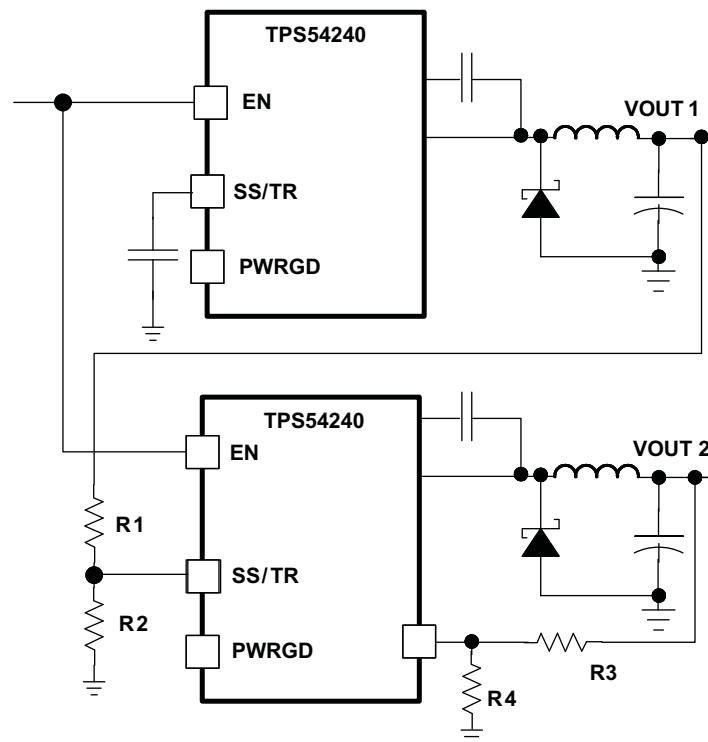 TPS54240
EN
VOUT 1
SS/TR
PWRGD
TPS54240
EN
VOUT 2
R1
SS/TR
R2
PWRGD
R3
R4